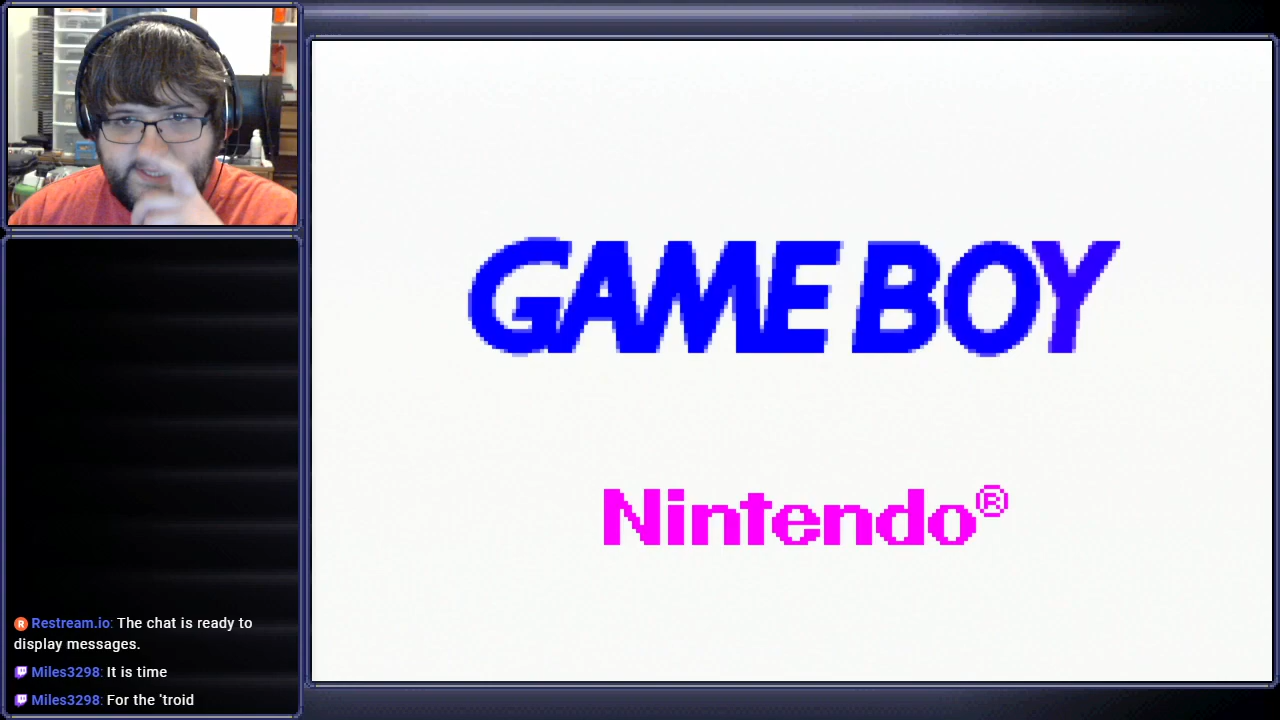 GAME BOY
Nintendo®
Restream.io: The chat is ready to
display messages.
Miles3298: It is time
Miles3298: For the 'troid